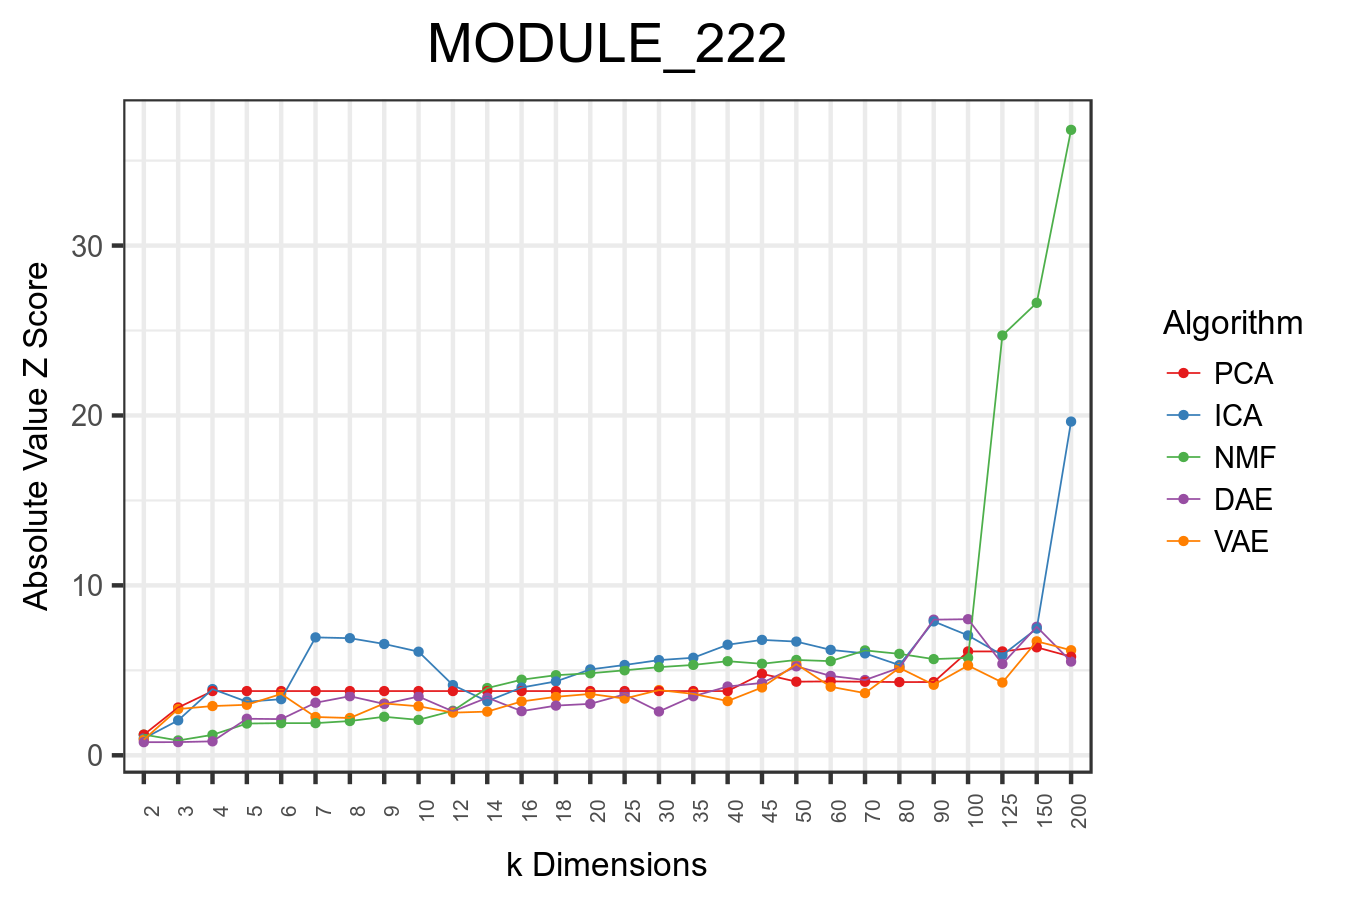 MODULE_222
Absolute Value Z Score
30
20
10
0
2 3 4 5 6 7 8 9 10 12 14 16 18 20 25 30 35 40 45 50 60 70 80 90 100 125 150 200
k Dimensions
Algorithm
PCA
ICA
NMF
DAE
VAE